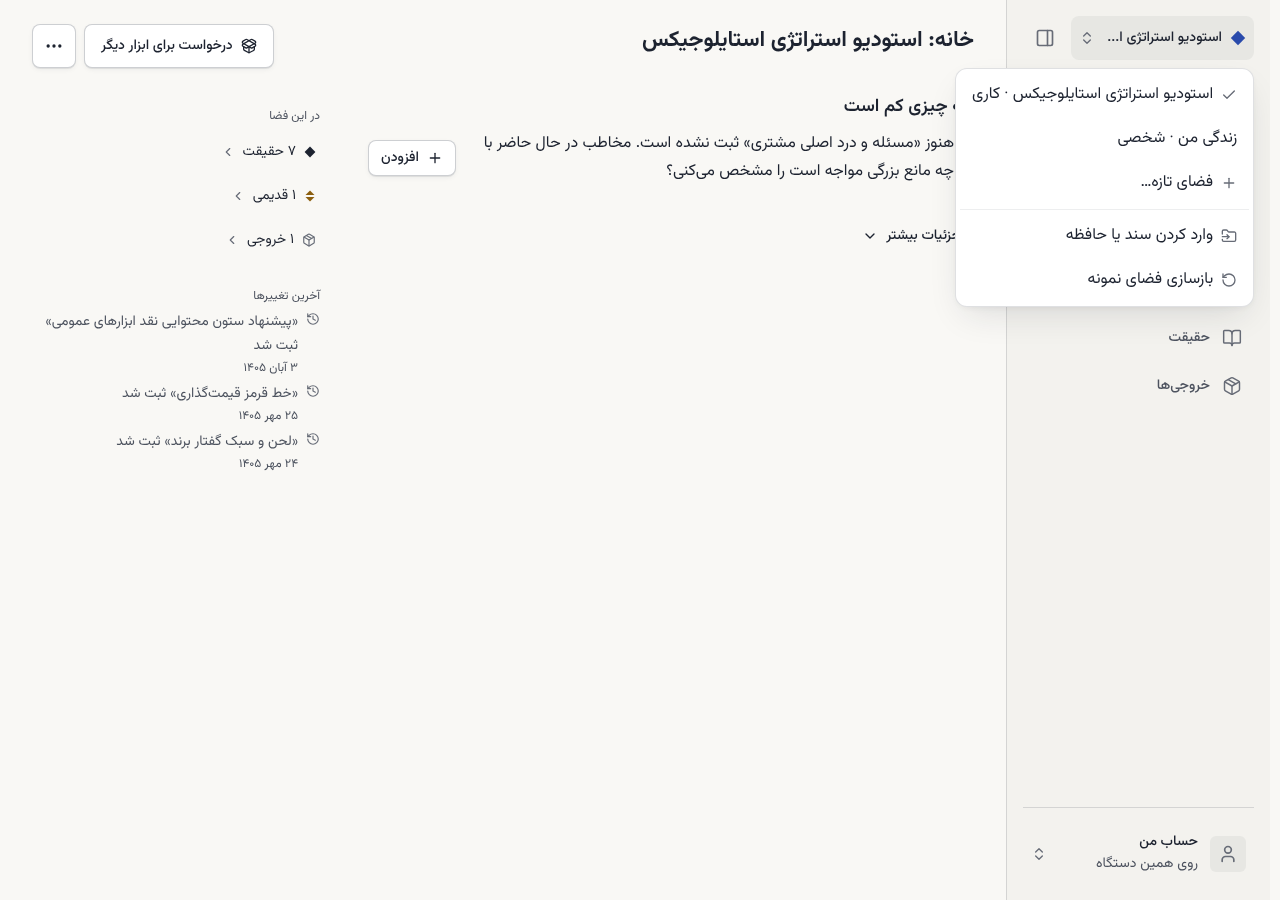 استودیو استراتژی ا...
استودیو استراتژی استایلوجیکس · کاری
زندگی من · شخصی
فضای تازه...
وارد کردن سند یا حافظه
بازسازی فضای نمونه
حقیقت
خروجی‌ها
حساب من
روی همین دستگاه
خانه: استودیو استراتژی استایلوجیکس
درخواست برای ابزار دیگر
چیزی کم است
هنوز «مسئله و درد اصلی مشتری» ثبت نشده است. مخاطب در حال حاضر با
چه مانع بزرگی مواجه است را مشخص می‌کنی؟
افزودن
جزئیات بیشتر
در این فضا
۷ حقیقت
۱ قدیمی
۱ خروجی
آخرین تغییرها
«پیشنهاد ستون محتوایی نقد ابزارهای عمومی»
ثبت شد
۳ آبان ۱۴۰۵
«خط قرمز قیمت‌گذاری» ثبت شد
۲۵ مهر ۱۴۰۵
«لحن و سبک گفتار برند» ثبت شد
۲۴ مهر ۱۴۰۵